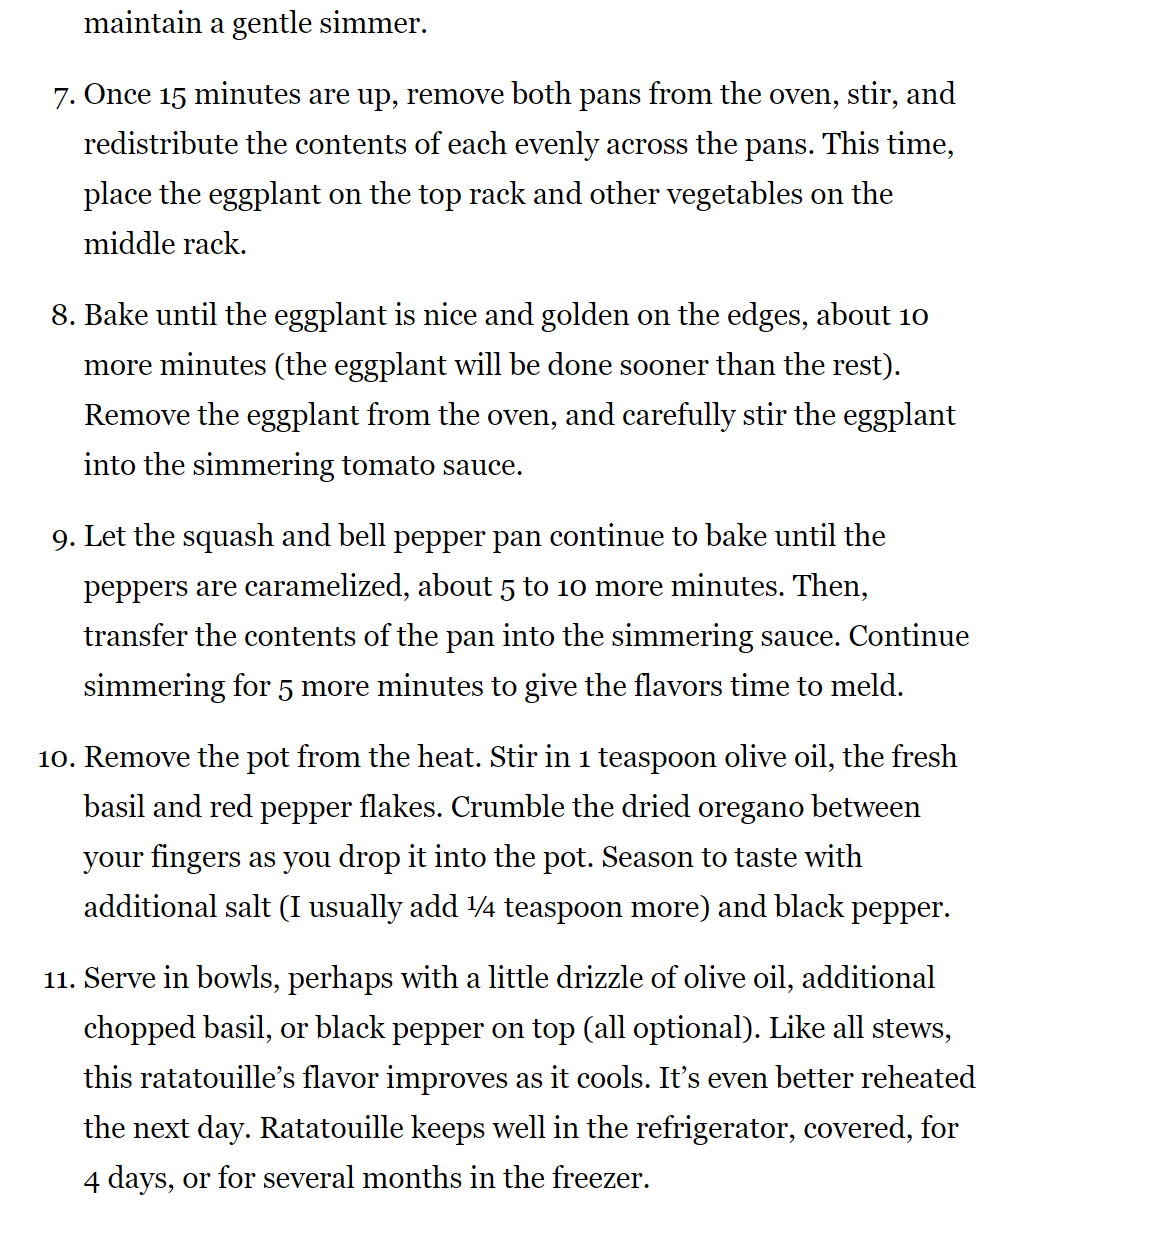 maintain a gentle simmer.
7. Once 15 minutes are up, remove both pans from the oven, stir, and
redistribute the contents of each evenly across the pans. This time,
place the eggplant on the top rack and other vegetables on the
middle rack.
8. Bake until the eggplant is nice and golden on the edges, about 10
more minutes (the eggplant will be done sooner than the rest).
Remove the eggplant from the oven, and carefully stir the eggplant
into the simmering tomato sauce.
9. Let the squash and bell pepper pan continue to bake until the
peppers are caramelized, about 5 to 10 more minutes. Then,
transfer the contents of the pan into the simmering sauce. Continue
simmering for 5 more minutes to give the flavors time to meld.
10. Remove the pot from the heat. Stir in 1 teaspoon olive oil, the fresh
basil and red pepper flakes. Crumble the dried oregano between
your fingers as you drop it into the pot. Season to taste with
additional salt (I usually add ¼ teaspoon more) and black pepper.
11. Serve in bowls, perhaps with a little drizzle of olive oil, additional
chopped basil, or black pepper on top (all optional). Like all stews,
this ratatouille’s flavor improves as it cools. It’s even better reheated
the next day. Ratatouille keeps well in the refrigerator, covered, for
4 days, or for several months in the freezer.